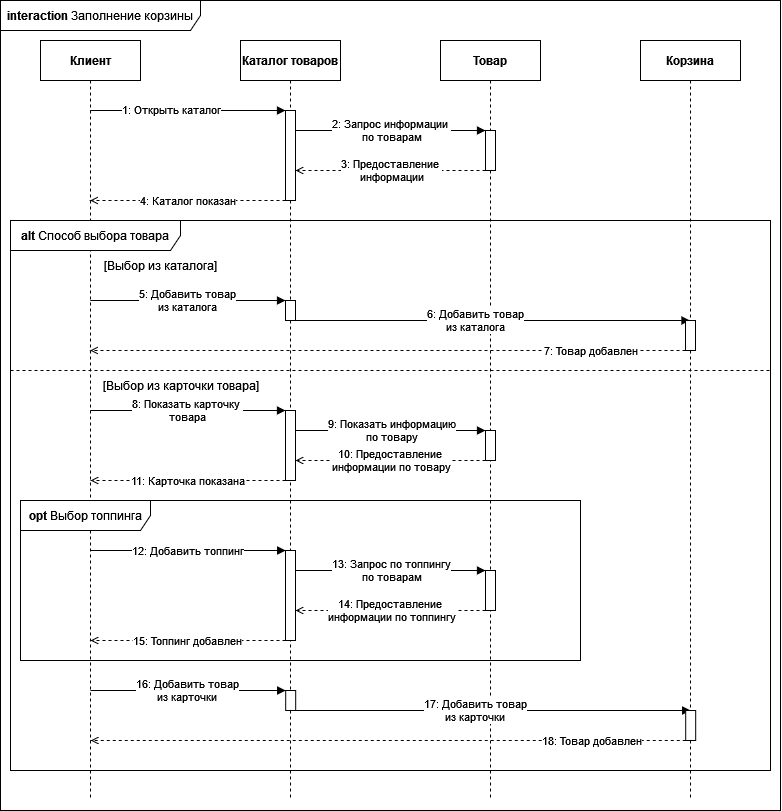 interaction Заполнение корзины
Клиент
Каталог товаров
Товар
Корзина
1: Открыть каталог
2: Запрос информации
по товарам
3: Предоставление
информации
4: Каталог показан
alt Способ выбора товара
[Выбор из каталога]
5: Добавить товар
из каталога
6: Добавить товар
из каталога
7: Товар добавлен
[Выбор из карточки товара]
8: Показать карточку
товара
9: Показать информацию
по товару
10: Предоставление
информации по товару
11: Карточка показана
opt Выбор топпинга
12: Добавить топпинг
13: Запрос по топпингу
по товарам
14: Предоставление
информации по топпингу
15: Топпинг добавлен
16: Добавить товар
из карточки
17: Добавить товар
из карточки
18: Товар добавлен